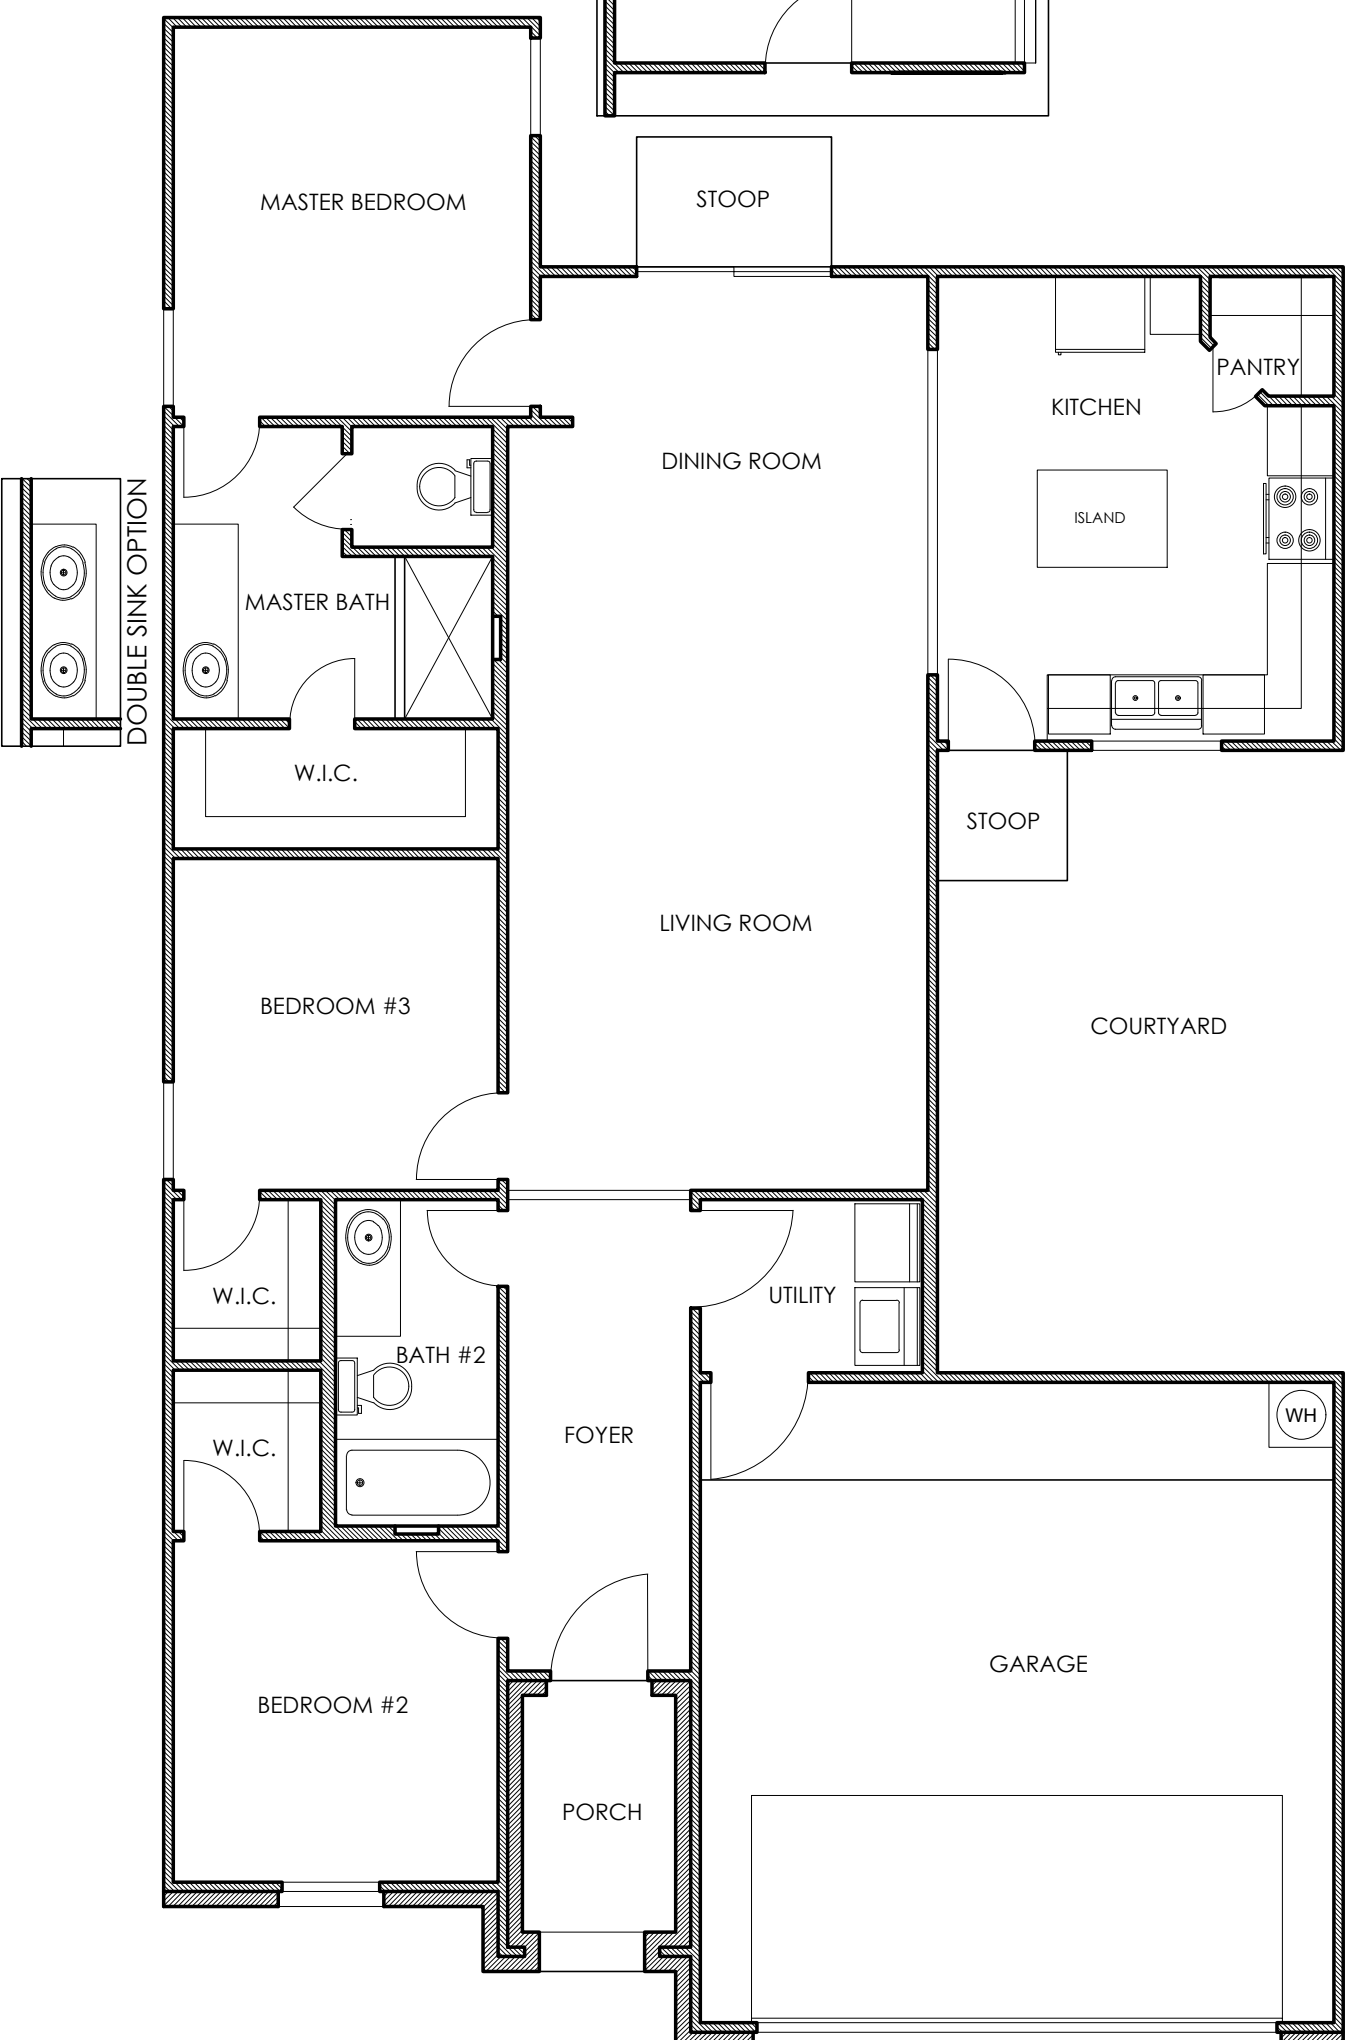 MASTER BEDROOM
STOOP
PANTRY
KITCHEN
DINING ROOM
ISLAND
DOUBLE SINK OPTION
MASTER BATH
W.I.C.
STOOP
LIVING ROOM
BEDROOM #3
COURTYARD
W.I.C.
UTILITY
BATH #2
WH
FOYER
W.I.C.
GARAGE
BEDROOM #2
PORCH